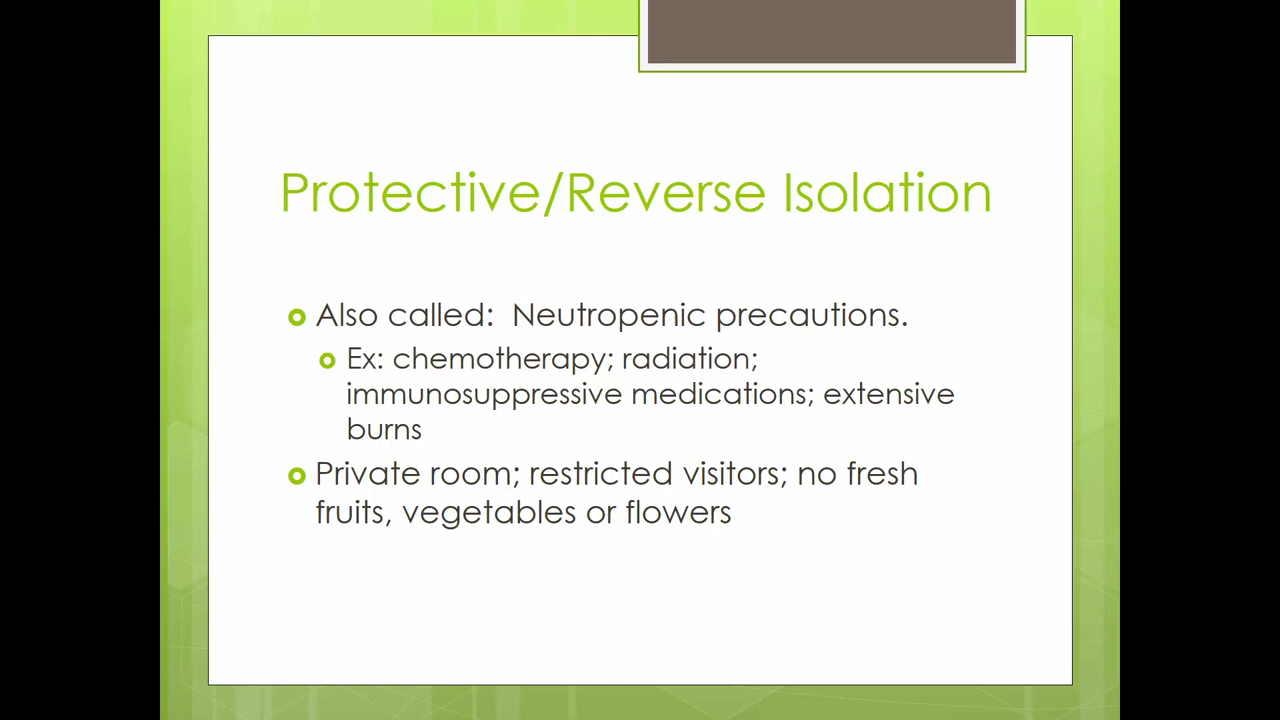 Protective/Reverse Isolation
Also called:  Neutropenic precautions.
Ex: chemotherapy; radiation;
immunosuppressive medications; extensive
burns
Private room; restricted visitors; no fresh
fruits, vegetables or flowers